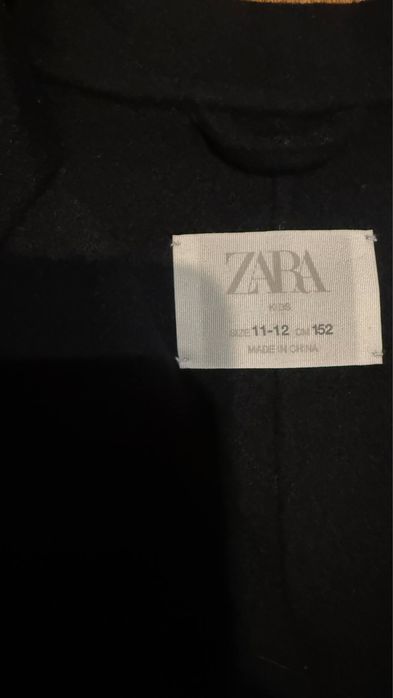 ZARA
KIDS
SIZE 11-12 CM 152
MADE IN CHINA